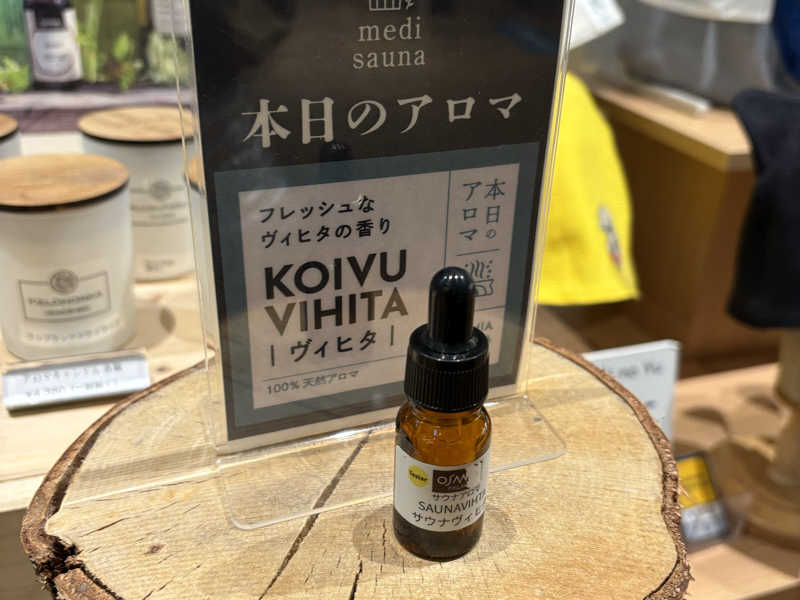 medi
sauna
本日のアロマ
フレッシュな
ヴィヒタの香り
KOIVU
VIHITA
| ヴィヒタ |
100% 天然アロマ
本日の
アロマ
Tester
OSMIA
サウナアロマ
SAUNAVIHTA
サウナヴィヒ